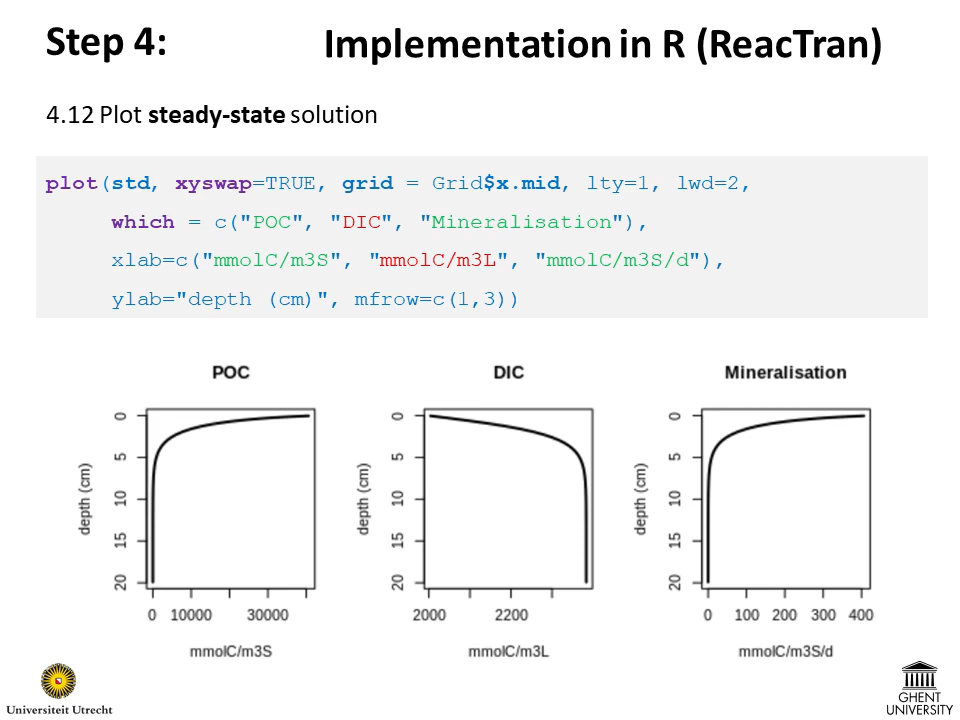 Step 4: Implementation in R (ReacTran)
4.12 Plot steady-state solution
plot(std, xyswap=TRUE, grid = Grid$x.mid, lty=1, lwd=2,
which = c("POC", "DIC", "Mineralisation"),
xlab=c("mmolC/m3S", "mmolC/m3L", "mmolC/m3S/d"),
ylab="depth (cm)", mfrow=c(1,3))
POC
depth (cm)
0
5
10
15
20
0 10000 30000
mmolC/m3S
DIC
depth (cm)
0
5
10
15
20
2000 2200
mmolC/m3L
Mineralisation
depth (cm)
0
5
10
15
20
0 100 200 300 400
mmolC/m3S/d
Universiteit Utrecht
GHENT
UNIVERSITY